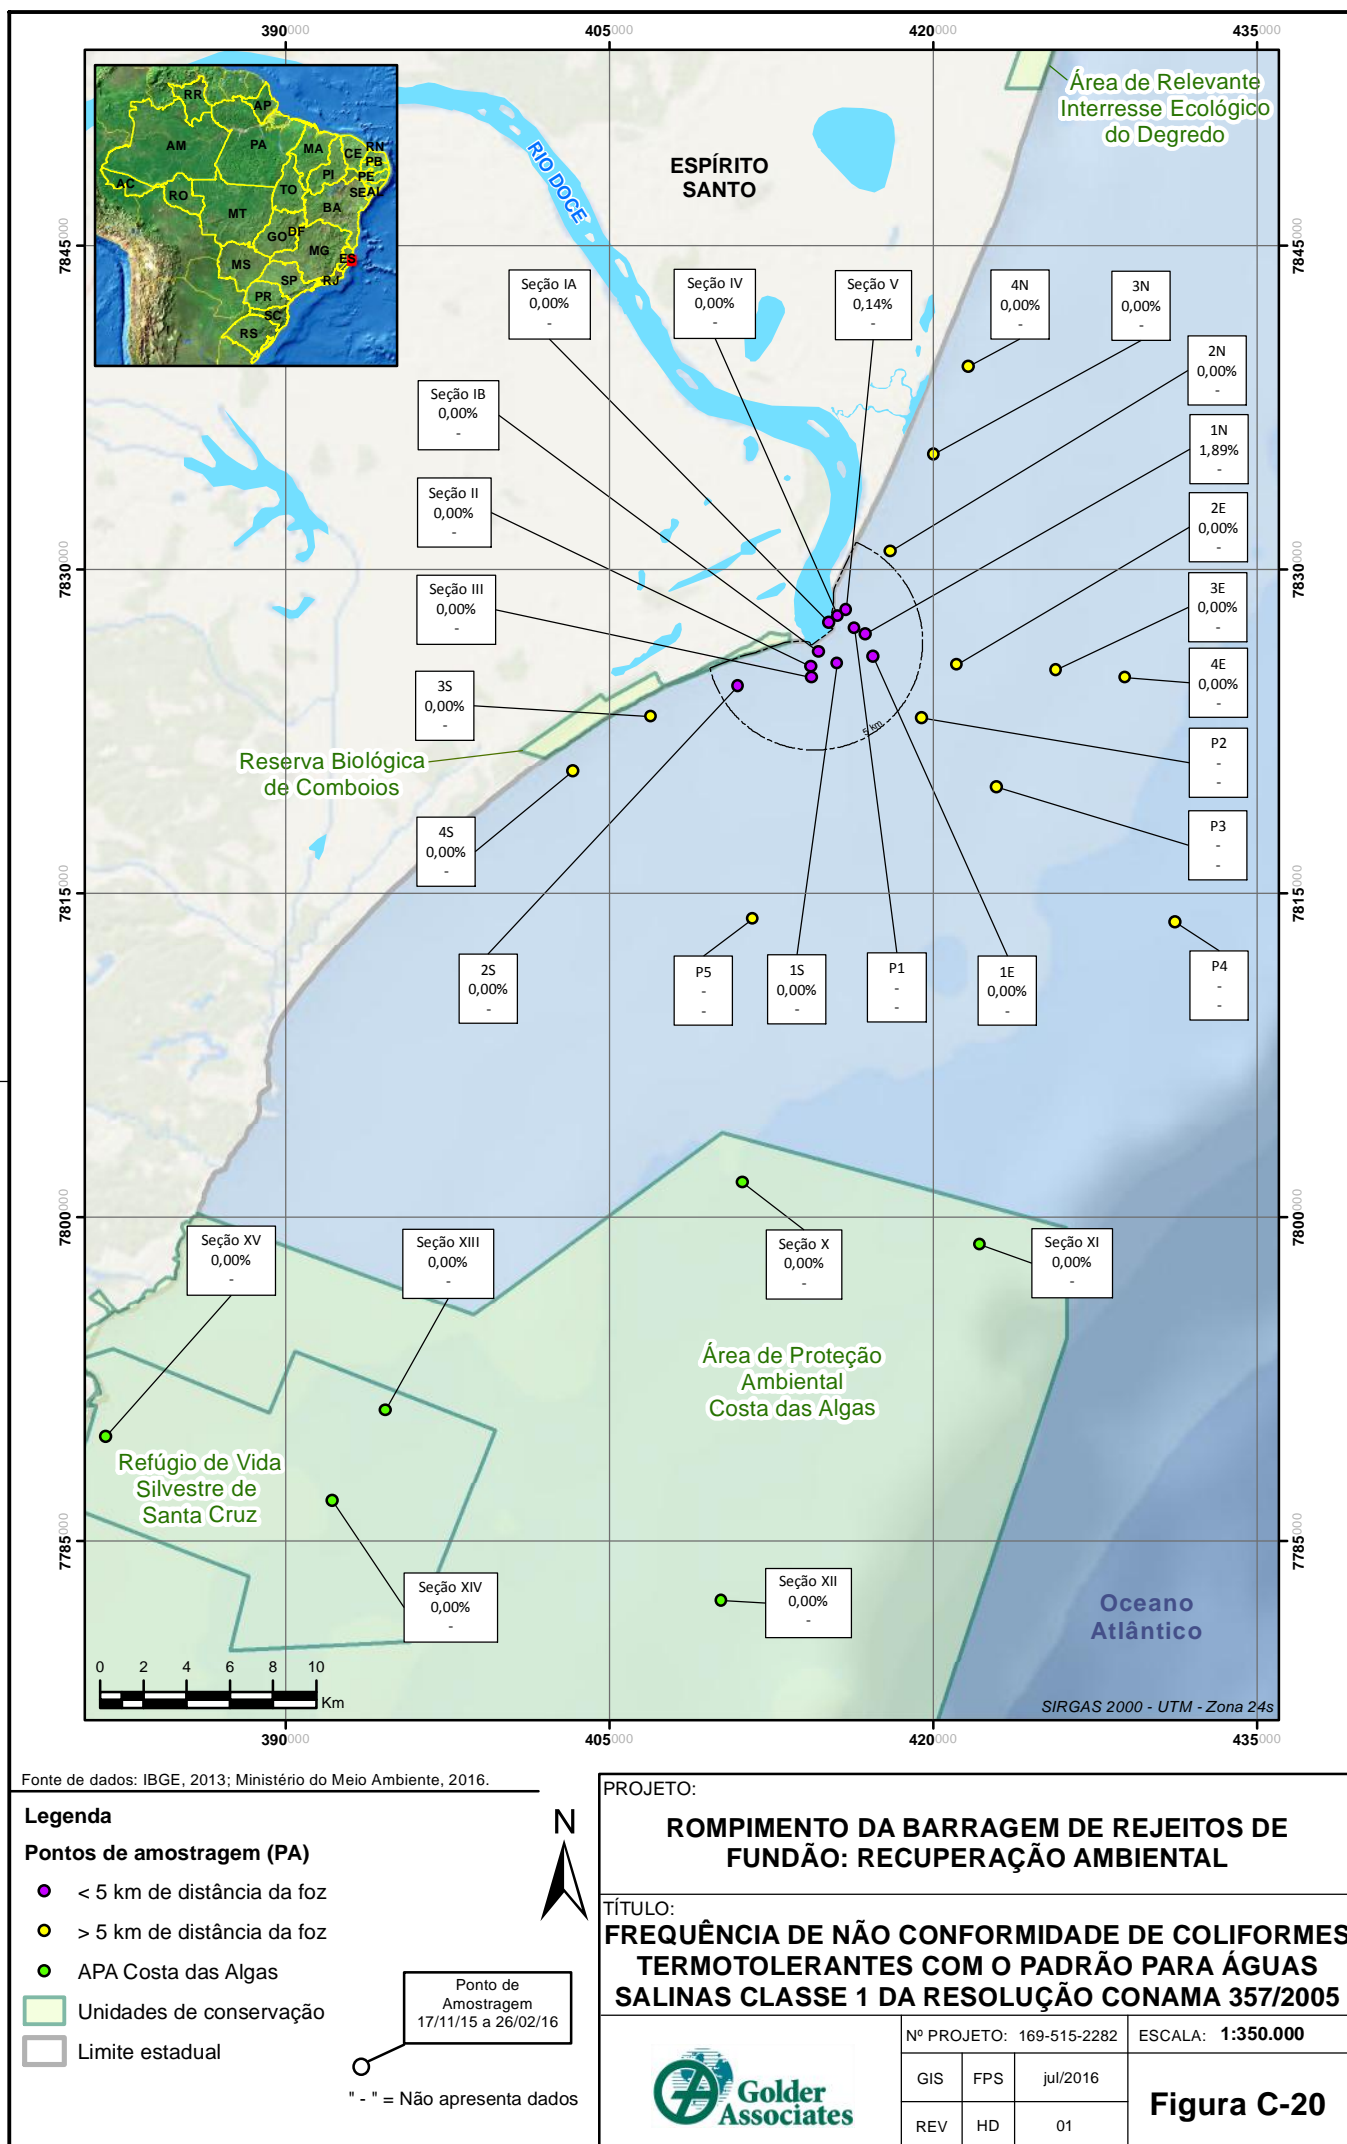 390000
405000
420000
435000
Área de Relevante
Interresse Ecológico
do Degredo
ESPÍRITO
SANTO
RIO DOCE
RR
AP
AM
PA
MA
CE
RN
PB
PE
PI
AC
RO
TO
SE
AL
BA
MT
DF
GO
MG
ES
MS
SP
RJ
PR
SC
RS
7845000
7845000
Seção IA
0,00%
-
Seção IV
0,00%
-
Seção V
0,14%
-
4N
0,00%
-
3N
0,00%
-
2N
0,00%
-
Seção IB
0,00%
-
1N
1,89%
-
Seção II
0,00%
-
2E
0,00%
-
7830000
7830000
Seção III
0,00%
-
3E
0,00%
-
3S
0,00%
-
4E
0,00%
-
5 km
P2
-
-
Reserva Biológica
de Comboios
4S
0,00%
-
P3
-
-
7815000
7815000
2S
0,00%
-
P5
-
-
1S
0,00%
-
P1
-
-
1E
0,00%
-
P4
-
-
7800000
7800000
Seção XV
0,00%
-
Seção XIII
0,00%
-
Seção X
0,00%
-
Seção XI
0,00%
-
Área de Proteção
Ambiental
Costa das Algas
Refúgio de Vida
Silvestre de
Santa Cruz
7785000
7785000
Seção XIV
0,00%
-
Seção XII
0,00%
-
Oceano
Atlântico
0 2 4 6 8 10
Km
SIRGAS 2000 - UTM - Zona 24s
390000
405000
420000
435000
Fonte de dados: IBGE, 2013; Ministério do Meio Ambiente, 2016.
Legenda
Pontos de amostragem (PA)
< 5 km de distância da foz
> 5 km de distância da foz
APA Costa das Algas
Unidades de conservação
Limite estadual
N
Ponto de
Amostragem
17/11/15 a 26/02/16
" - " = Não apresenta dados
PROJETO:
ROMPIMENTO DA BARRAGEM DE REJEITOS DE
FUNDÃO: RECUPERAÇÃO AMBIENTAL
TÍTULO:
FREQUÊNCIA DE NÃO CONFORMIDADE DE COLIFORMES
TERMOTOLERANTES COM O PADRÃO PARA ÁGUAS
SALINAS CLASSE 1 DA RESOLUÇÃO CONAMA 357/2005
Golder
Associates
Nº PROJETO: 169-515-2282
ESCALA: 1:350.000
GIS FPS jul/2016
REV HD 01
Figura C-20